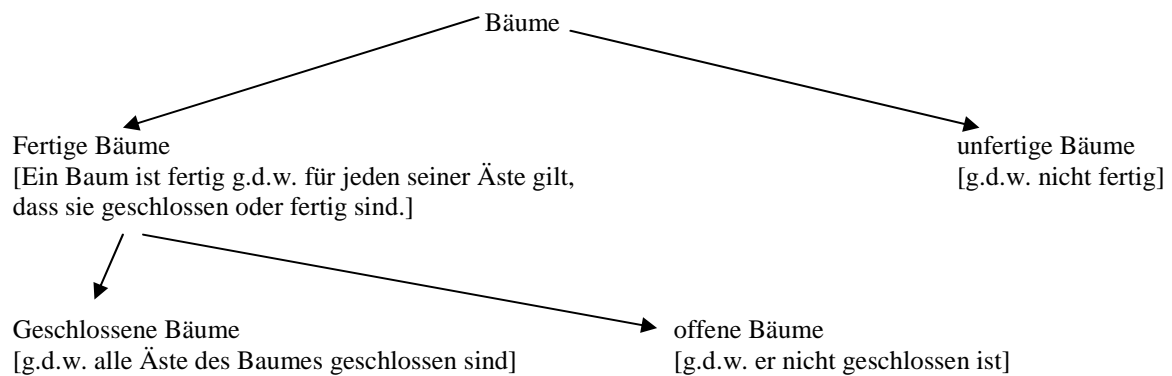 Bäume
Fertige Bäume
[Ein Baum ist fertig g.d.w. für jeden seiner Äste gilt,
dass sie geschlossen oder fertig sind.]
unfertige Bäume
[g.d.w. nicht fertig]
Geschlossene Bäume
[g.d.w. alle Äste des Baumes geschlossen sind]
offene Bäume
[g.d.w. er nicht geschlossen ist]